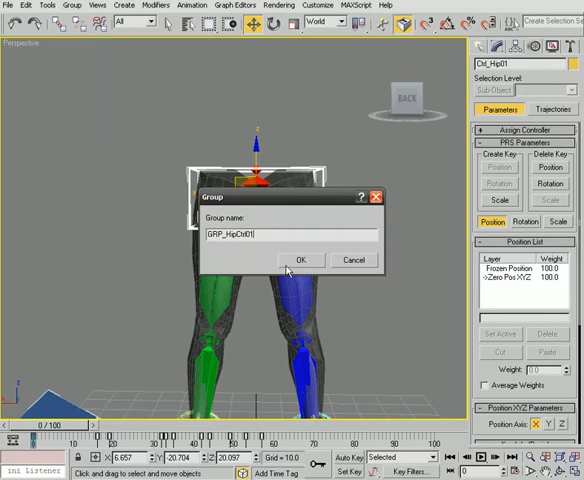 File Edit Tools Group Views Create Modifiers Animation Graph Editors Rendering Customize MAXScript Help
All World 3 Create Selection Se
Perspective
BACK
Ctrl_Hip01
Selection Level:
Sub-Object
Parameters Trajectories
+ Assign Controller
- PRS Parameters
Create Key Delete Key
Position Position
Rotation Rotation
Scale Scale
Position Rotation Scale
- Position List
Layer Weight
Frozen Position 100.0
->Zero Pos XYZ 100.0
Set Active Delete
Cut Paste
Weight: 0.0
Average Weights
- Position XYZ Parameters
Position Axis: X Y Z
Group
Group name:
GRP_HipCtrl01
OK Cancel
z
z
x
< 0 / 100 >
0 10 20 30 40 50 60 70 80 90 100
X: 6.657 Y: -20.704 Z: 20.097 Grid = 10.0 Auto Key Selected
ini Listener Click and drag to select and move objects Add Time Tag Set Key Key Filters... 0